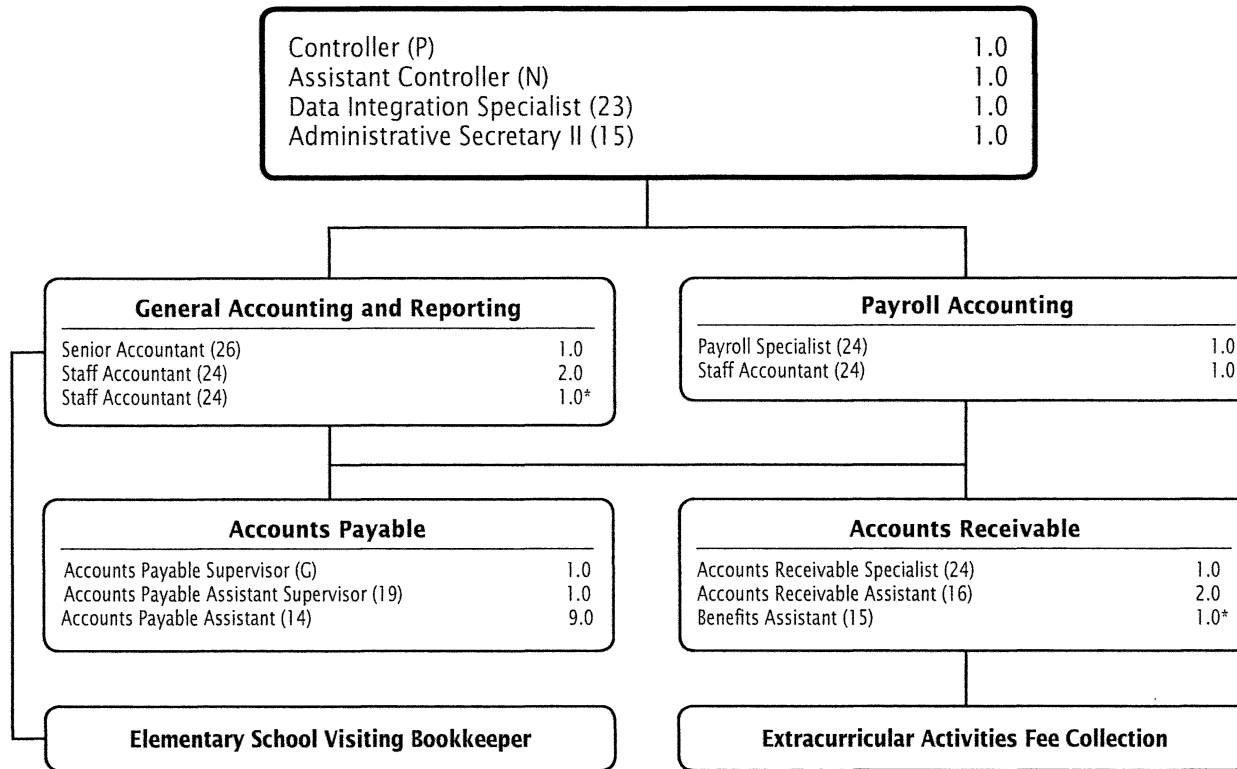 Controller (P) 1.0
Assistant Controller (N) 1.0
Data Integration Specialist (23) 1.0
Administrative Secretary II (15) 1.0
General Accounting and Reporting
Senior Accountant (26) 1.0
Staff Accountant (24) 2.0
Staff Accountant (24) 1.0*
Payroll Accounting
Payroll Specialist (24) 1.0
Staff Accountant (24) 1.0
Accounts Payable
Accounts Payable Supervisor (G) 1.0
Accounts Payable Assistant Supervisor (19) 1.0
Accounts Payable Assistant (14) 9.0
Accounts Receivable
Accounts Receivable Specialist (24) 1.0
Accounts Receivable Assistant (16) 2.0
Benefits Assistant (15) 1.0*
Elementary School Visiting Bookkeeper
Extracurricular Activities Fee Collection